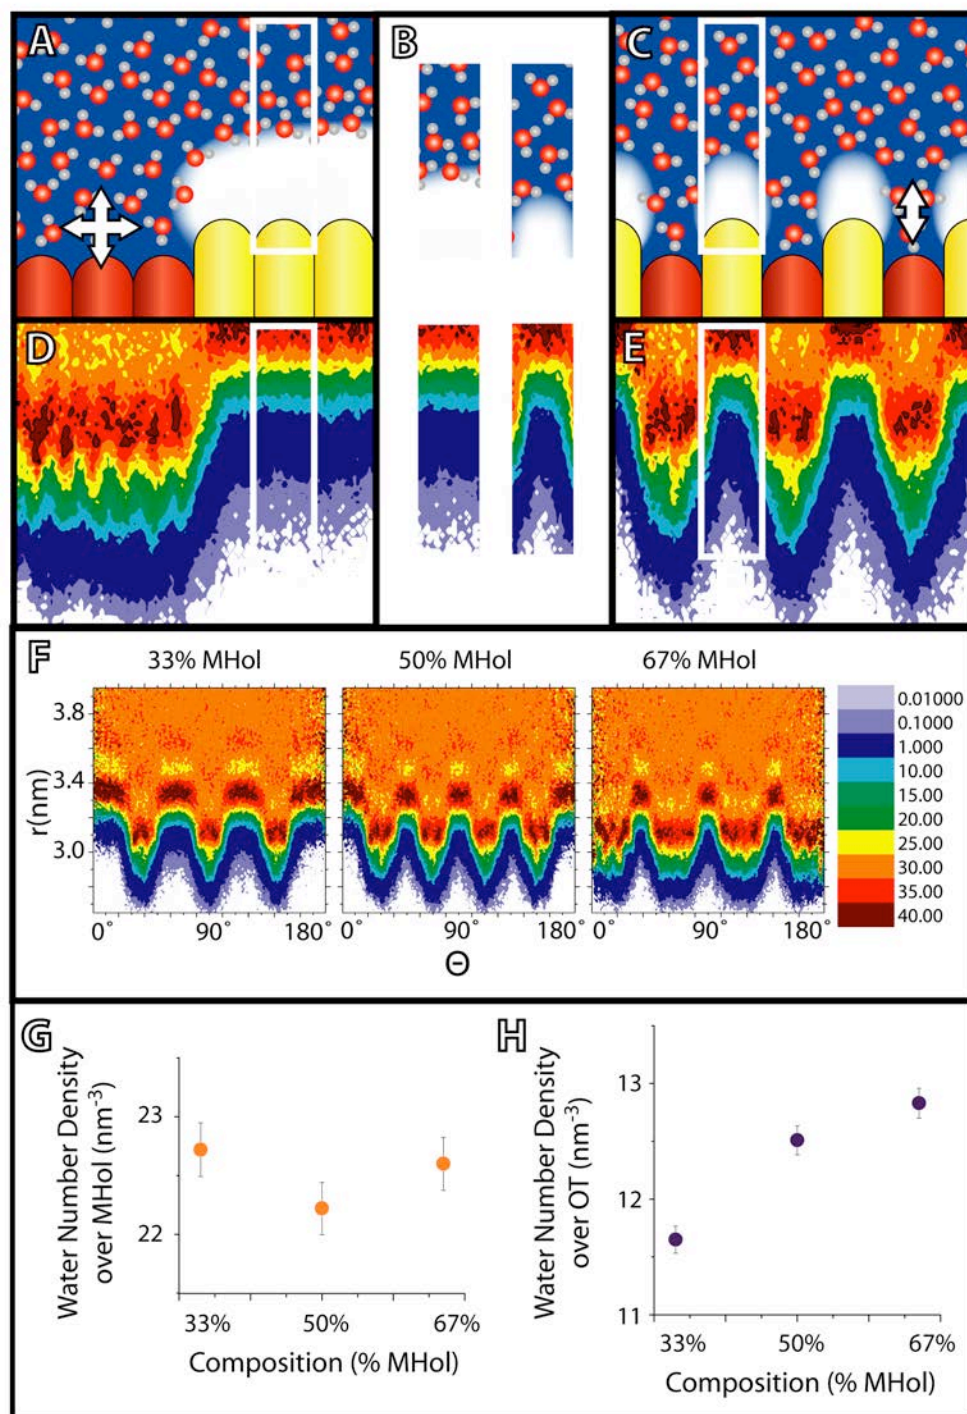 A
B
C
D
E
F
33% MHol
50% MHol
67% MHol
r(nm)
3.8
3.4
3.0
0° 90° 180° 0° 90° 180° 0° 90° 180°
Θ
0.01000
0.1000
1.000
10.00
15.00
20.00
25.00
30.00
35.00
40.00
G
Water Number Density
over MHol (nm-3)
23
22
33% 50% 67%
Composition (% MHol)
H
Water Number Density
over OT (nm-3)
13
12
11
33% 50% 67%
Composition (% MHol)